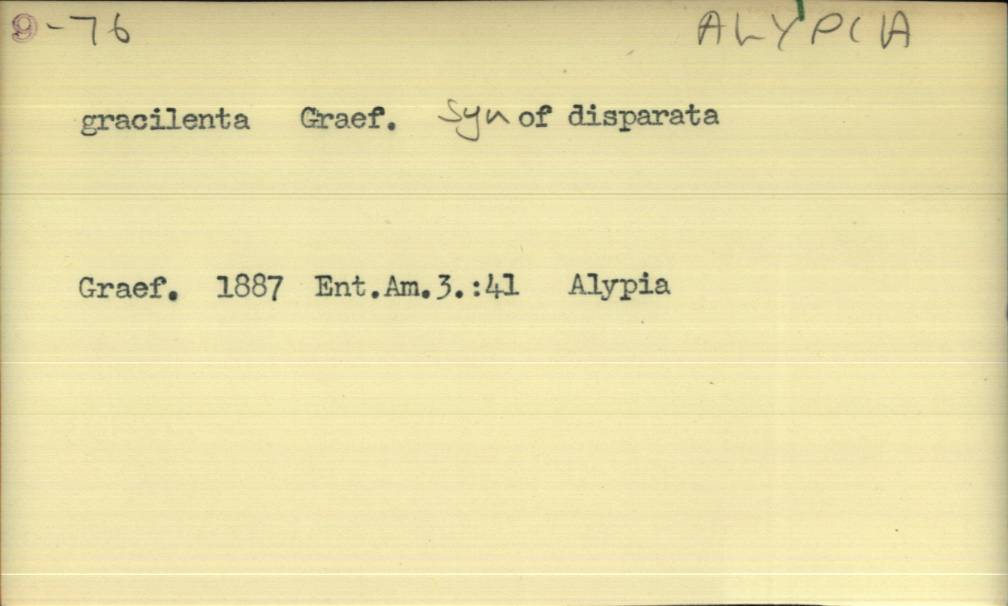 9-76 ALYPIA
gracilenta Graef. syn of disparata
Graef. 1887 Ent.Am.3.:41 Alypia